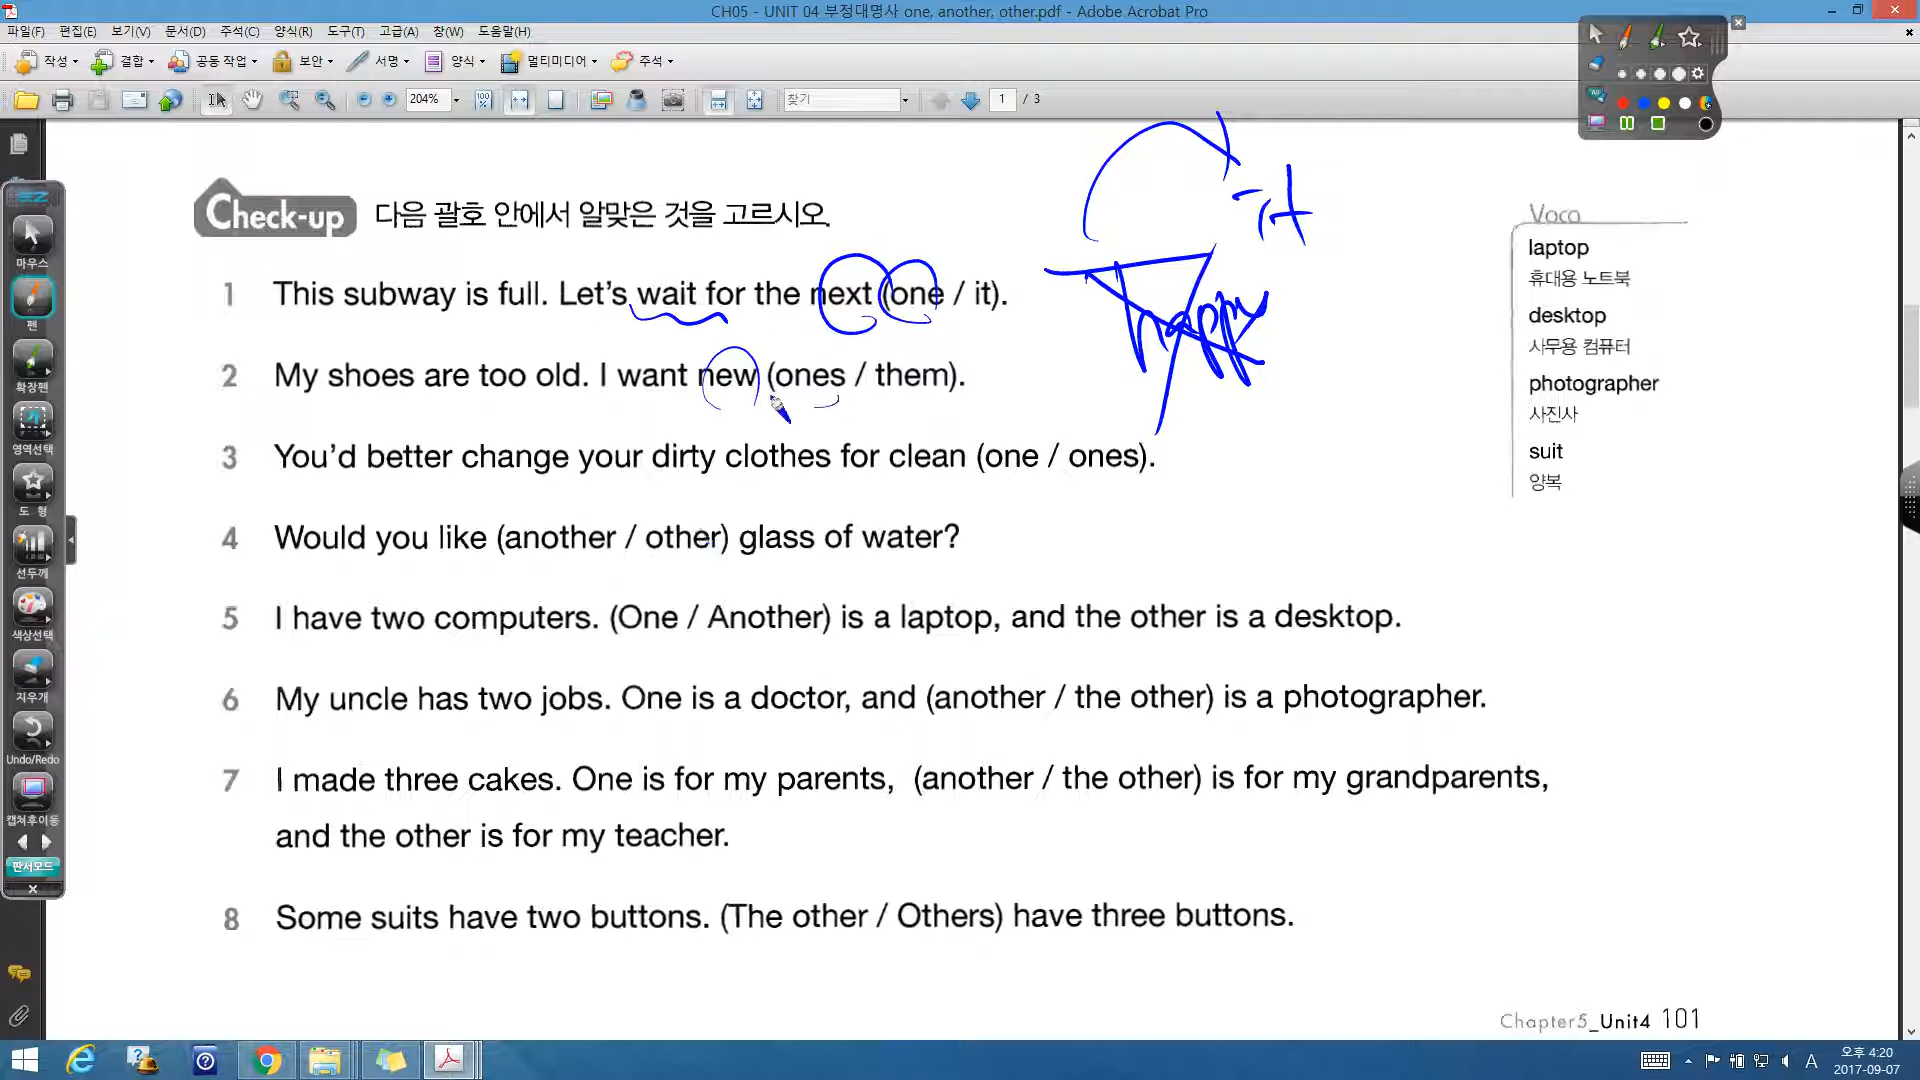 CH05 - UNIT 04 부정대명사 one, another, other.pdf - Adobe Acrobat Pro
파일(F) 편집(E) 보기(V) 문서(D) 주석(C) 양식(R) 도구(T) 고급(A) 창(W) 도움말(H)
작성 결합 공동 작업 보안 서명 양식 멀티미디어 주석
204% 찾기 1 / 3
Check-up 다음 괄호 안에서 알맞은 것을 고르시오.
it
happy
1 This subway is full. Let's wait for the next (one / it).
2 My shoes are too old. I want new (ones / them).
3 You'd better change your dirty clothes for clean (one / ones).
4 Would you like (another / other) glass of water?
5 I have two computers. (One / Another) is a laptop, and the other is a desktop.
6 My uncle has two jobs. One is a doctor, and (another / the other) is a photographer.
7 I made three cakes. One is for my parents, (another / the other) is for my grandparents,
and the other is for my teacher.
8 Some suits have two buttons. (The other / Others) have three buttons.
Voca
laptop
휴대용 노트북
desktop
사무용 컴퓨터
photographer
사진사
suit
양복
Chapter5_Unit4 101
EZ
마우스
펜
확장펜
영역선택
도 형
선두께
색상선택
지우개
Undo/Redo
캡쳐후이동
판서모드
A
오후 4:20
2017-09-07